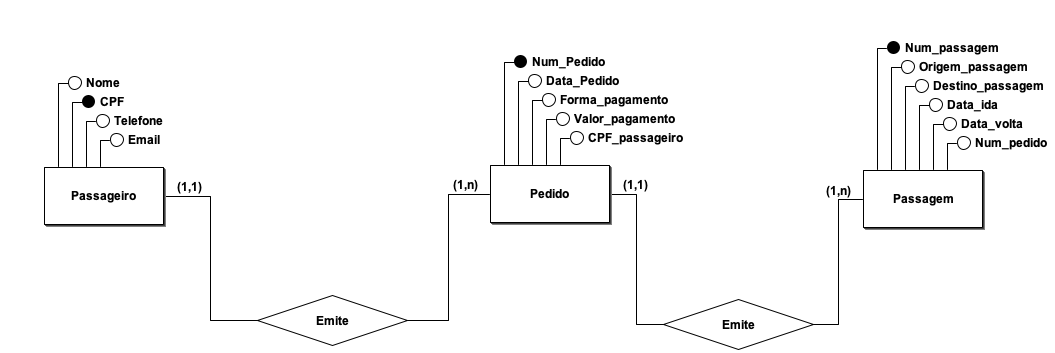 Nome
CPF
Telefone
Email
Passageiro
(1,1)
Emite
(1,n)
Num_Pedido
Data_Pedido
Forma_pagamento
Valor_pagamento
CPF_passageiro
Pedido
(1,1)
Emite
(1,n)
Num_passagem
Origem_passagem
Destino_passagem
Data_ida
Data_volta
Num_pedido
Passagem